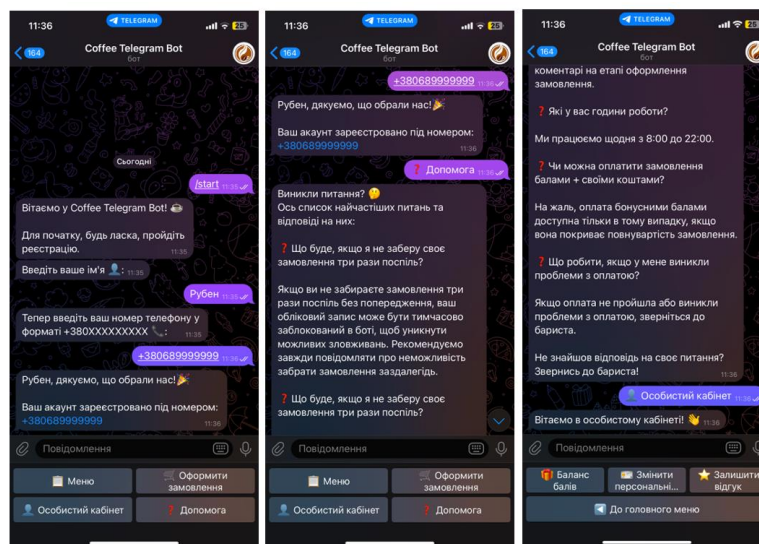 11:36
TELEGRAM
25
164
Coffee Telegram Bot
бот
Сьогодні
/start 11:35
Вітаємо у Coffee Telegram Bot! ☕
Для початку, будь ласка, пройдіть
реєстрацію. 11:35
Введіть ваше ім'я 👤: 11:35
Рубен 11:35
Тепер введіть ваш номер телефону у
форматі +380XXXXXXXXX 📞: 11:35
+380689999999 11:36
Рубен, дякуємо, що обрали нас!🎉
Ваш акаунт зареєстровано під номером:
+380689999999 11:36
Повідомлення
📋 Меню
🛒 Оформити
замовлення
👤 Особистий кабінет
❓ Допомога
11:36
TELEGRAM
25
164
Coffee Telegram Bot
бот
+380689999999 11:36
Рубен, дякуємо, що обрали нас!🎉
Ваш акаунт зареєстровано під номером:
+380689999999 11:36
❓ Допомога 11:36
Виникли питання? 🤔
Ось список найчастіших питань та
відповіді на них:
❓ Що буде, якщо я не заберу своє
замовлення три рази поспіль?
Якщо ви не забираєте замовлення три
рази поспіль без попередження, ваш
обліковий запис може бути тимчасово
заблокований в боті, щоб уникнути
можливих зловживань. Рекомендуємо
завжди повідомляти про неможливість
забрати замовлення заздалегідь.
❓ Що буде, якщо я не заберу своє
замовлення три рази поспіль?
Повідомлення
📋 Меню
🛒 Оформити
замовлення
👤 Особистий кабінет
❓ Допомога
11:36
TELEGRAM
25
164
Coffee Telegram Bot
бот
коментарі на етапі оформлення
замовлення.
❓ Які у вас години роботи?
Ми працюємо щодня з 8:00 до 22:00.
❓ Чи можна оплатити замовлення
балами + своїми коштами?
На жаль, оплата бонусними балами
доступна тільки в тому випадку, якщо
вона покриває повнувартість замовлення.
❓ Що робити, якщо у мене виникли
проблеми з оплатою?
Якщо оплата не пройшла або виникли
проблеми з оплатою, зверніться до
бариста.
Не знайшов відповідь на своє питання?
Звернись до бариста! 11:36
👤 Особистий кабінет 11:36
Вітаємо в особистому кабінеті! 👋 11:36
Повідомлення
🎁 Баланс
балів
🪪 Змінити
персональні...
⭐ Залишити
відгук
◀ До головного меню